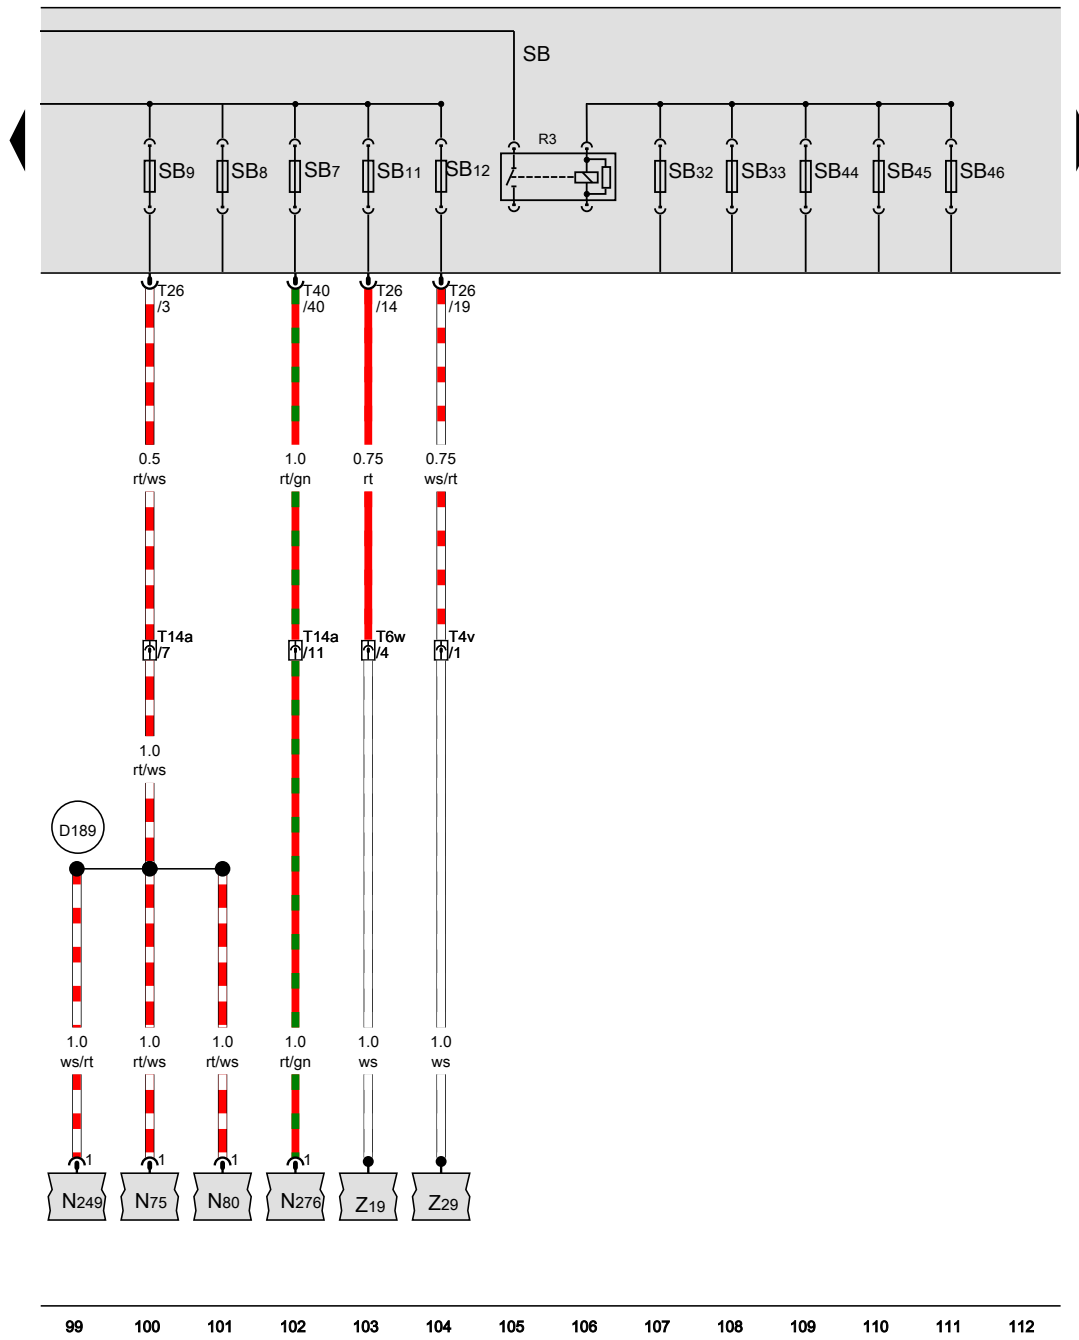 SB
R3
SB9
SB8
SB7
SB11
SB12
SB32
SB33
SB44
SB45
SB46
T26
/3
T40
/40
T26
/14
T26
/19
0.5
rt/ws
1.0
rt/gn
0.75
rt
0.75
ws/rt
T14a
/7
T14a
/11
T6w
/4
T4v
/1
1.0
rt/ws
D189
1.0
ws/rt
1.0
rt/ws
1.0
rt/ws
1.0
rt/gn
1.0
ws
1.0
ws
1
1
1
1
N249
N75
N80
N276
Z19
Z29
99 100 101 102 103 104 105 106 107 108 109 110 111 112